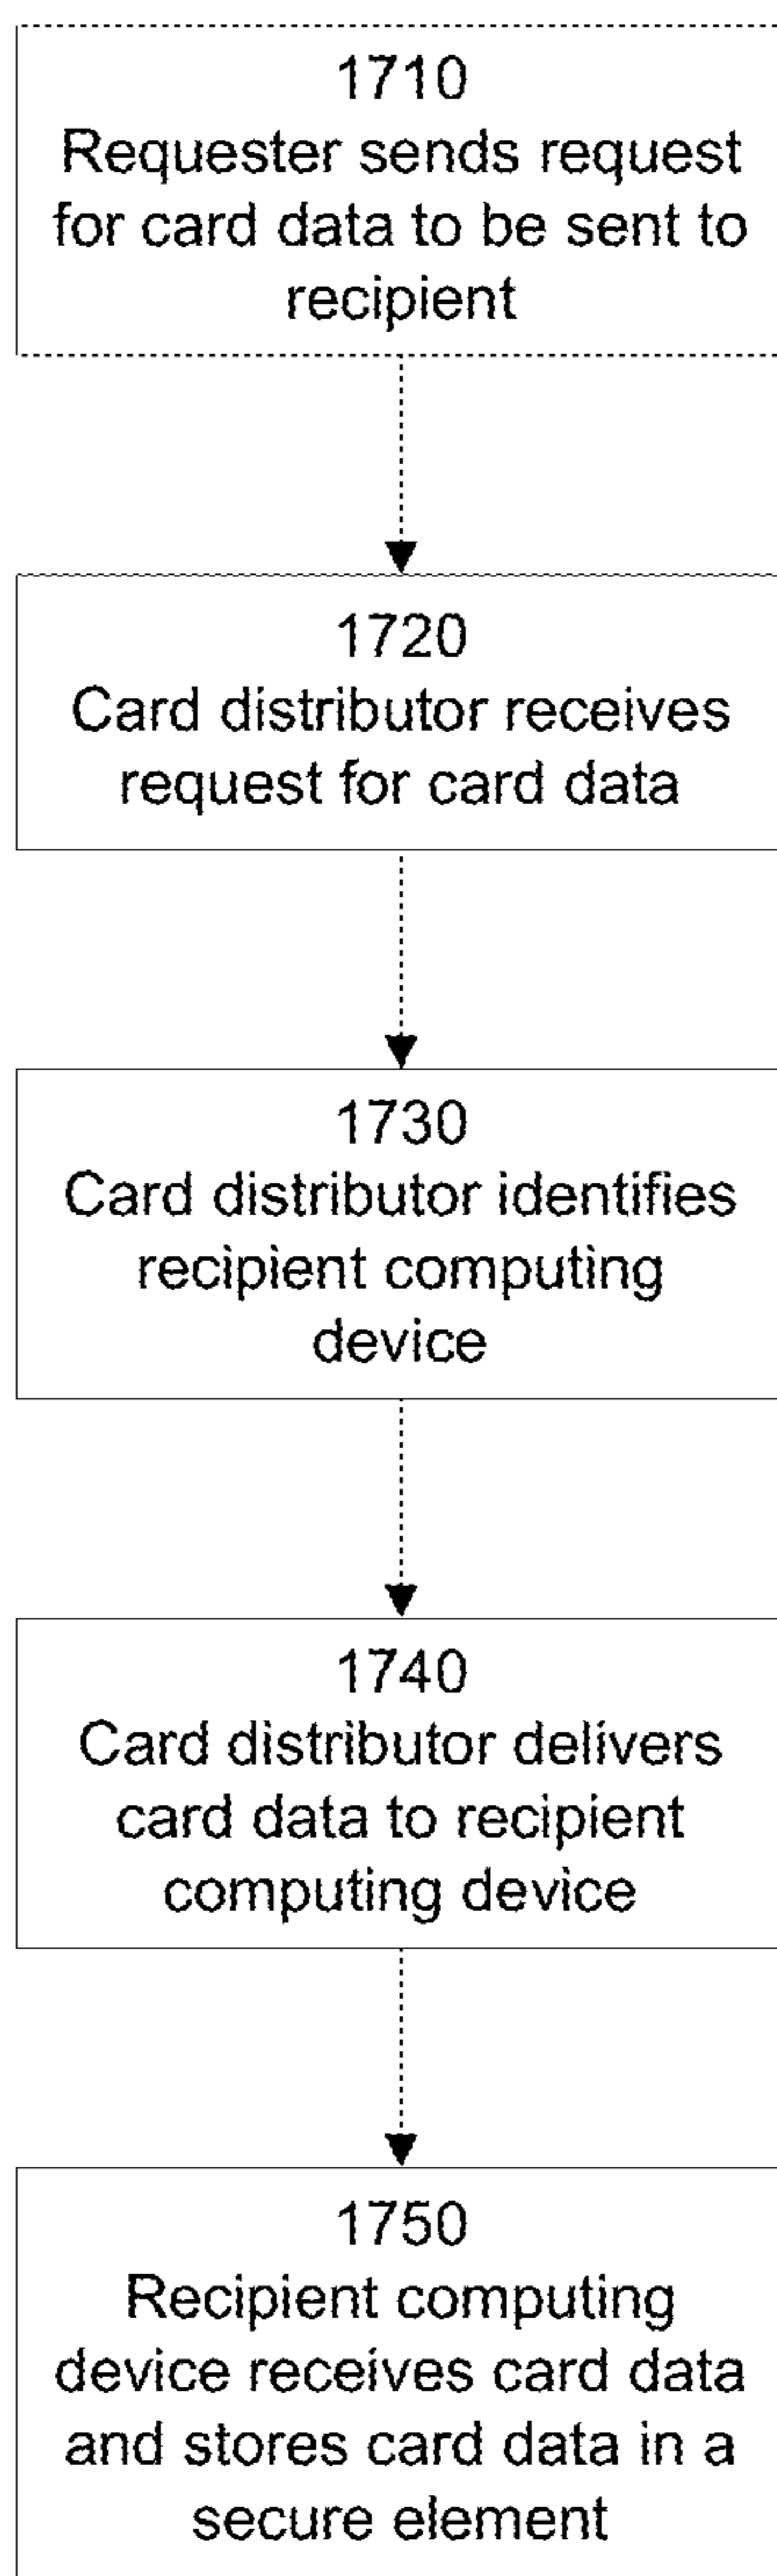 1710
Requester sends request
for card data to be sent to
recipient
1720
Card distributor receives
request for card data
1730
Card distributor identifies
recipient computing
device
1740
Card distributor delivers
card data to recipient
computing device
1750
Recipient computing
device receives card data
and stores card data in a
secure element